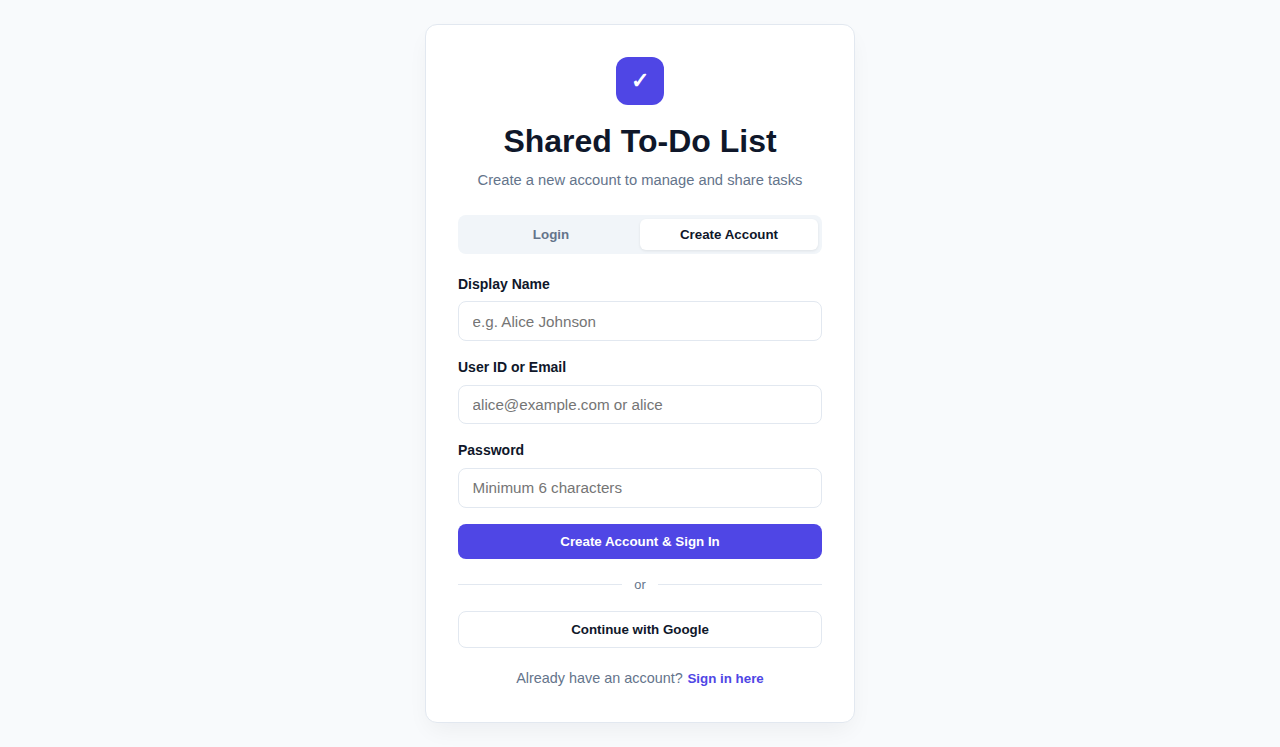 ✓
Shared To-Do List
Create a new account to manage and share tasks
Login
Create Account
Display Name
e.g. Alice Johnson
User ID or Email
alice@example.com or alice
Password
Minimum 6 characters
Create Account & Sign In
or
Continue with Google
Already have an account? Sign in here